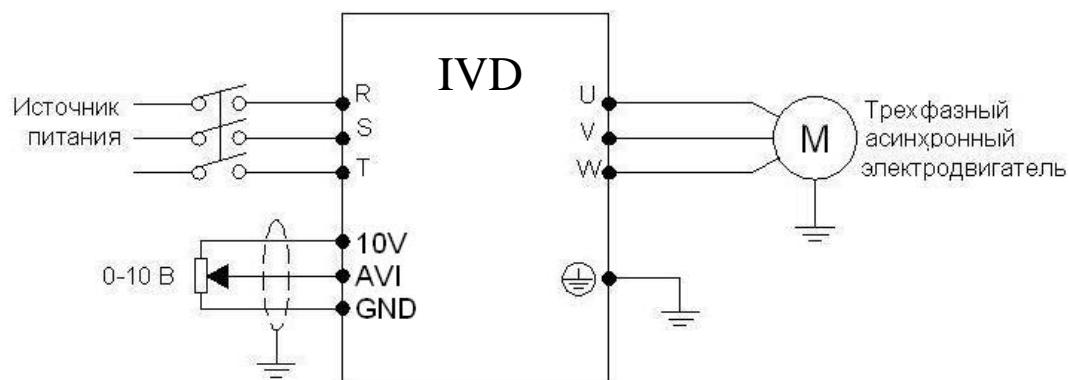 IVD
Источник
питания
R
S
T
U
V
W
M
Трехфазный
асинхронный
электродвигатель
0-10 В
10V
AVI
GND